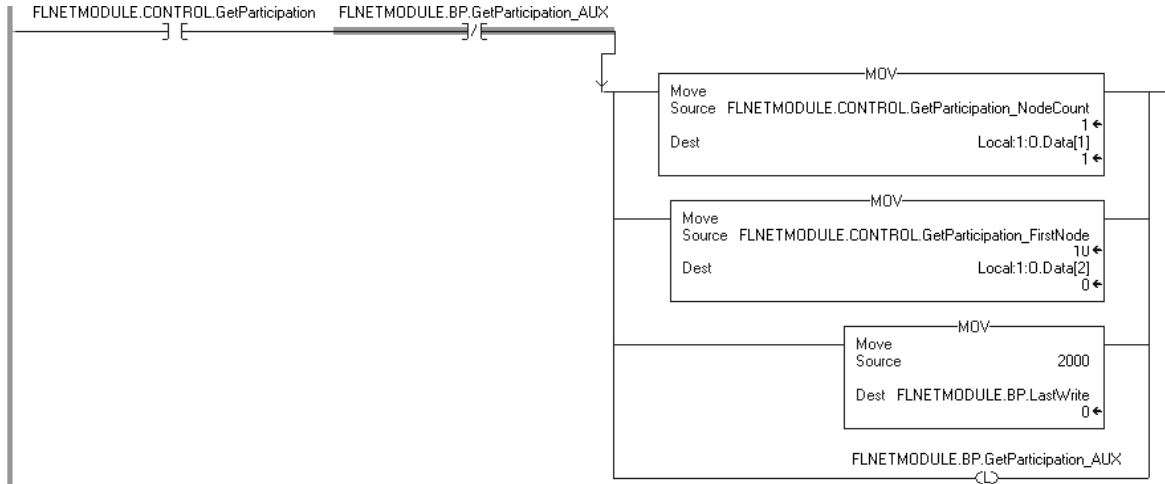 FLNETMODULE.CONTROL.GetParticipation FLNETMODULE.BP.GetParticipation_AUX
MOV
Move
Source FLNETMODULE.CONTROL.GetParticipation_NodeCount
1
Dest Local:1:O.Data[1]
1
MOV
Move
Source FLNETMODULE.CONTROL.GetParticipation_FirstNode
10
Dest Local:1:O.Data[2]
0
MOV
Move
Source 2000
Dest FLNETMODULE.BP.LastWrite
0
FLNETMODULE.BP.GetParticipation_AUX
L